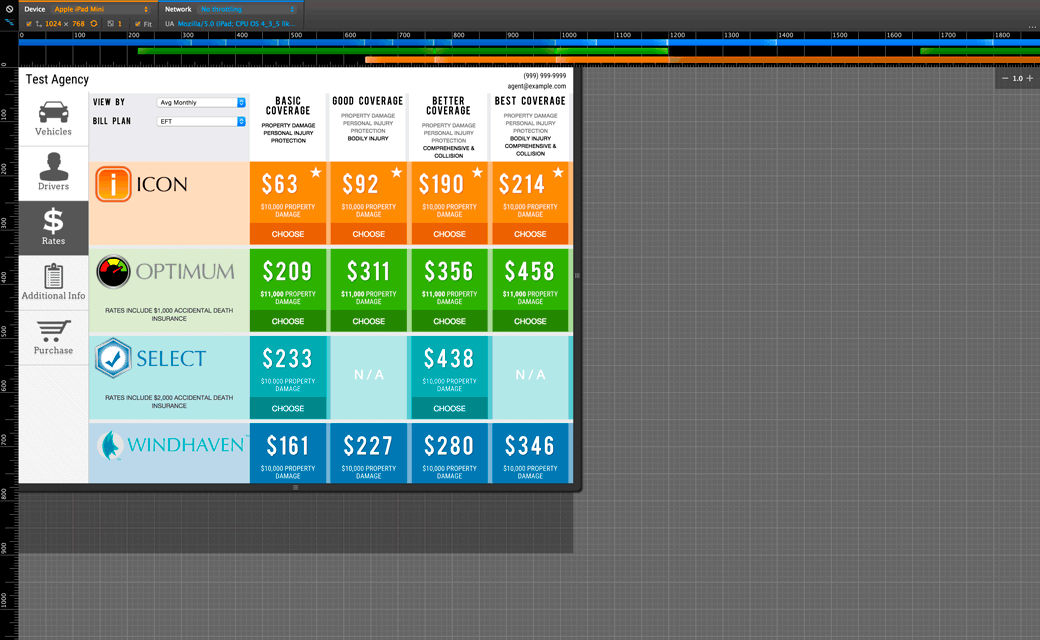 Device Apple iPad Mini Network No throttling
1024 × 768 1 Fit UA Mozilla/5.0 (iPad; CPU OS 4_3_5 lik...
...
0 100 200 300 400 500 600 700 800 900 1000 1100 1200 1300 1400 1500 1600 1700 1800
0
100
200
300
400
500
600
700
800
900
1000
− 1.0 +
Test Agency
(999) 999-9999
agent@example.com
Vehicles
Drivers
Rates
Additional Info
Purchase
VIEW BY Avg Monthly
BILL PLAN EFT
BASIC
COVERAGE
PROPERTY DAMAGE
PERSONAL INJURY
PROTECTION
GOOD COVERAGE
PROPERTY DAMAGE
PERSONAL INJURY
PROTECTION
BODILY INJURY
BETTER
COVERAGE
PROPERTY DAMAGE
PERSONAL INJURY
PROTECTION
COMPREHENSIVE &
COLLISION
BEST COVERAGE
PROPERTY DAMAGE
PERSONAL INJURY
PROTECTION
BODILY INJURY
COMPREHENSIVE &
COLLISION
i ICON
$63 $92 $190 $214
$10,000 PROPERTY $10,000 PROPERTY $10,000 PROPERTY $10,000 PROPERTY
DAMAGE DAMAGE DAMAGE DAMAGE
CHOOSE CHOOSE CHOOSE CHOOSE
OPTIMUM
RATES INCLUDE $1,000 ACCIDENTAL DEATH
INSURANCE
$209 $311 $356 $458
$11,000 PROPERTY $11,000 PROPERTY $11,000 PROPERTY $11,000 PROPERTY
DAMAGE DAMAGE DAMAGE DAMAGE
CHOOSE CHOOSE CHOOSE CHOOSE
SELECT
RATES INCLUDE $2,000 ACCIDENTAL DEATH
INSURANCE
$233 N/A $438 N/A
$10,000 PROPERTY $10,000 PROPERTY
DAMAGE DAMAGE
CHOOSE CHOOSE
WINDHAVEN
$161 $227 $280 $346
$10,000 PROPERTY $10,000 PROPERTY $10,000 PROPERTY $10,000 PROPERTY
DAMAGE DAMAGE DAMAGE DAMAGE